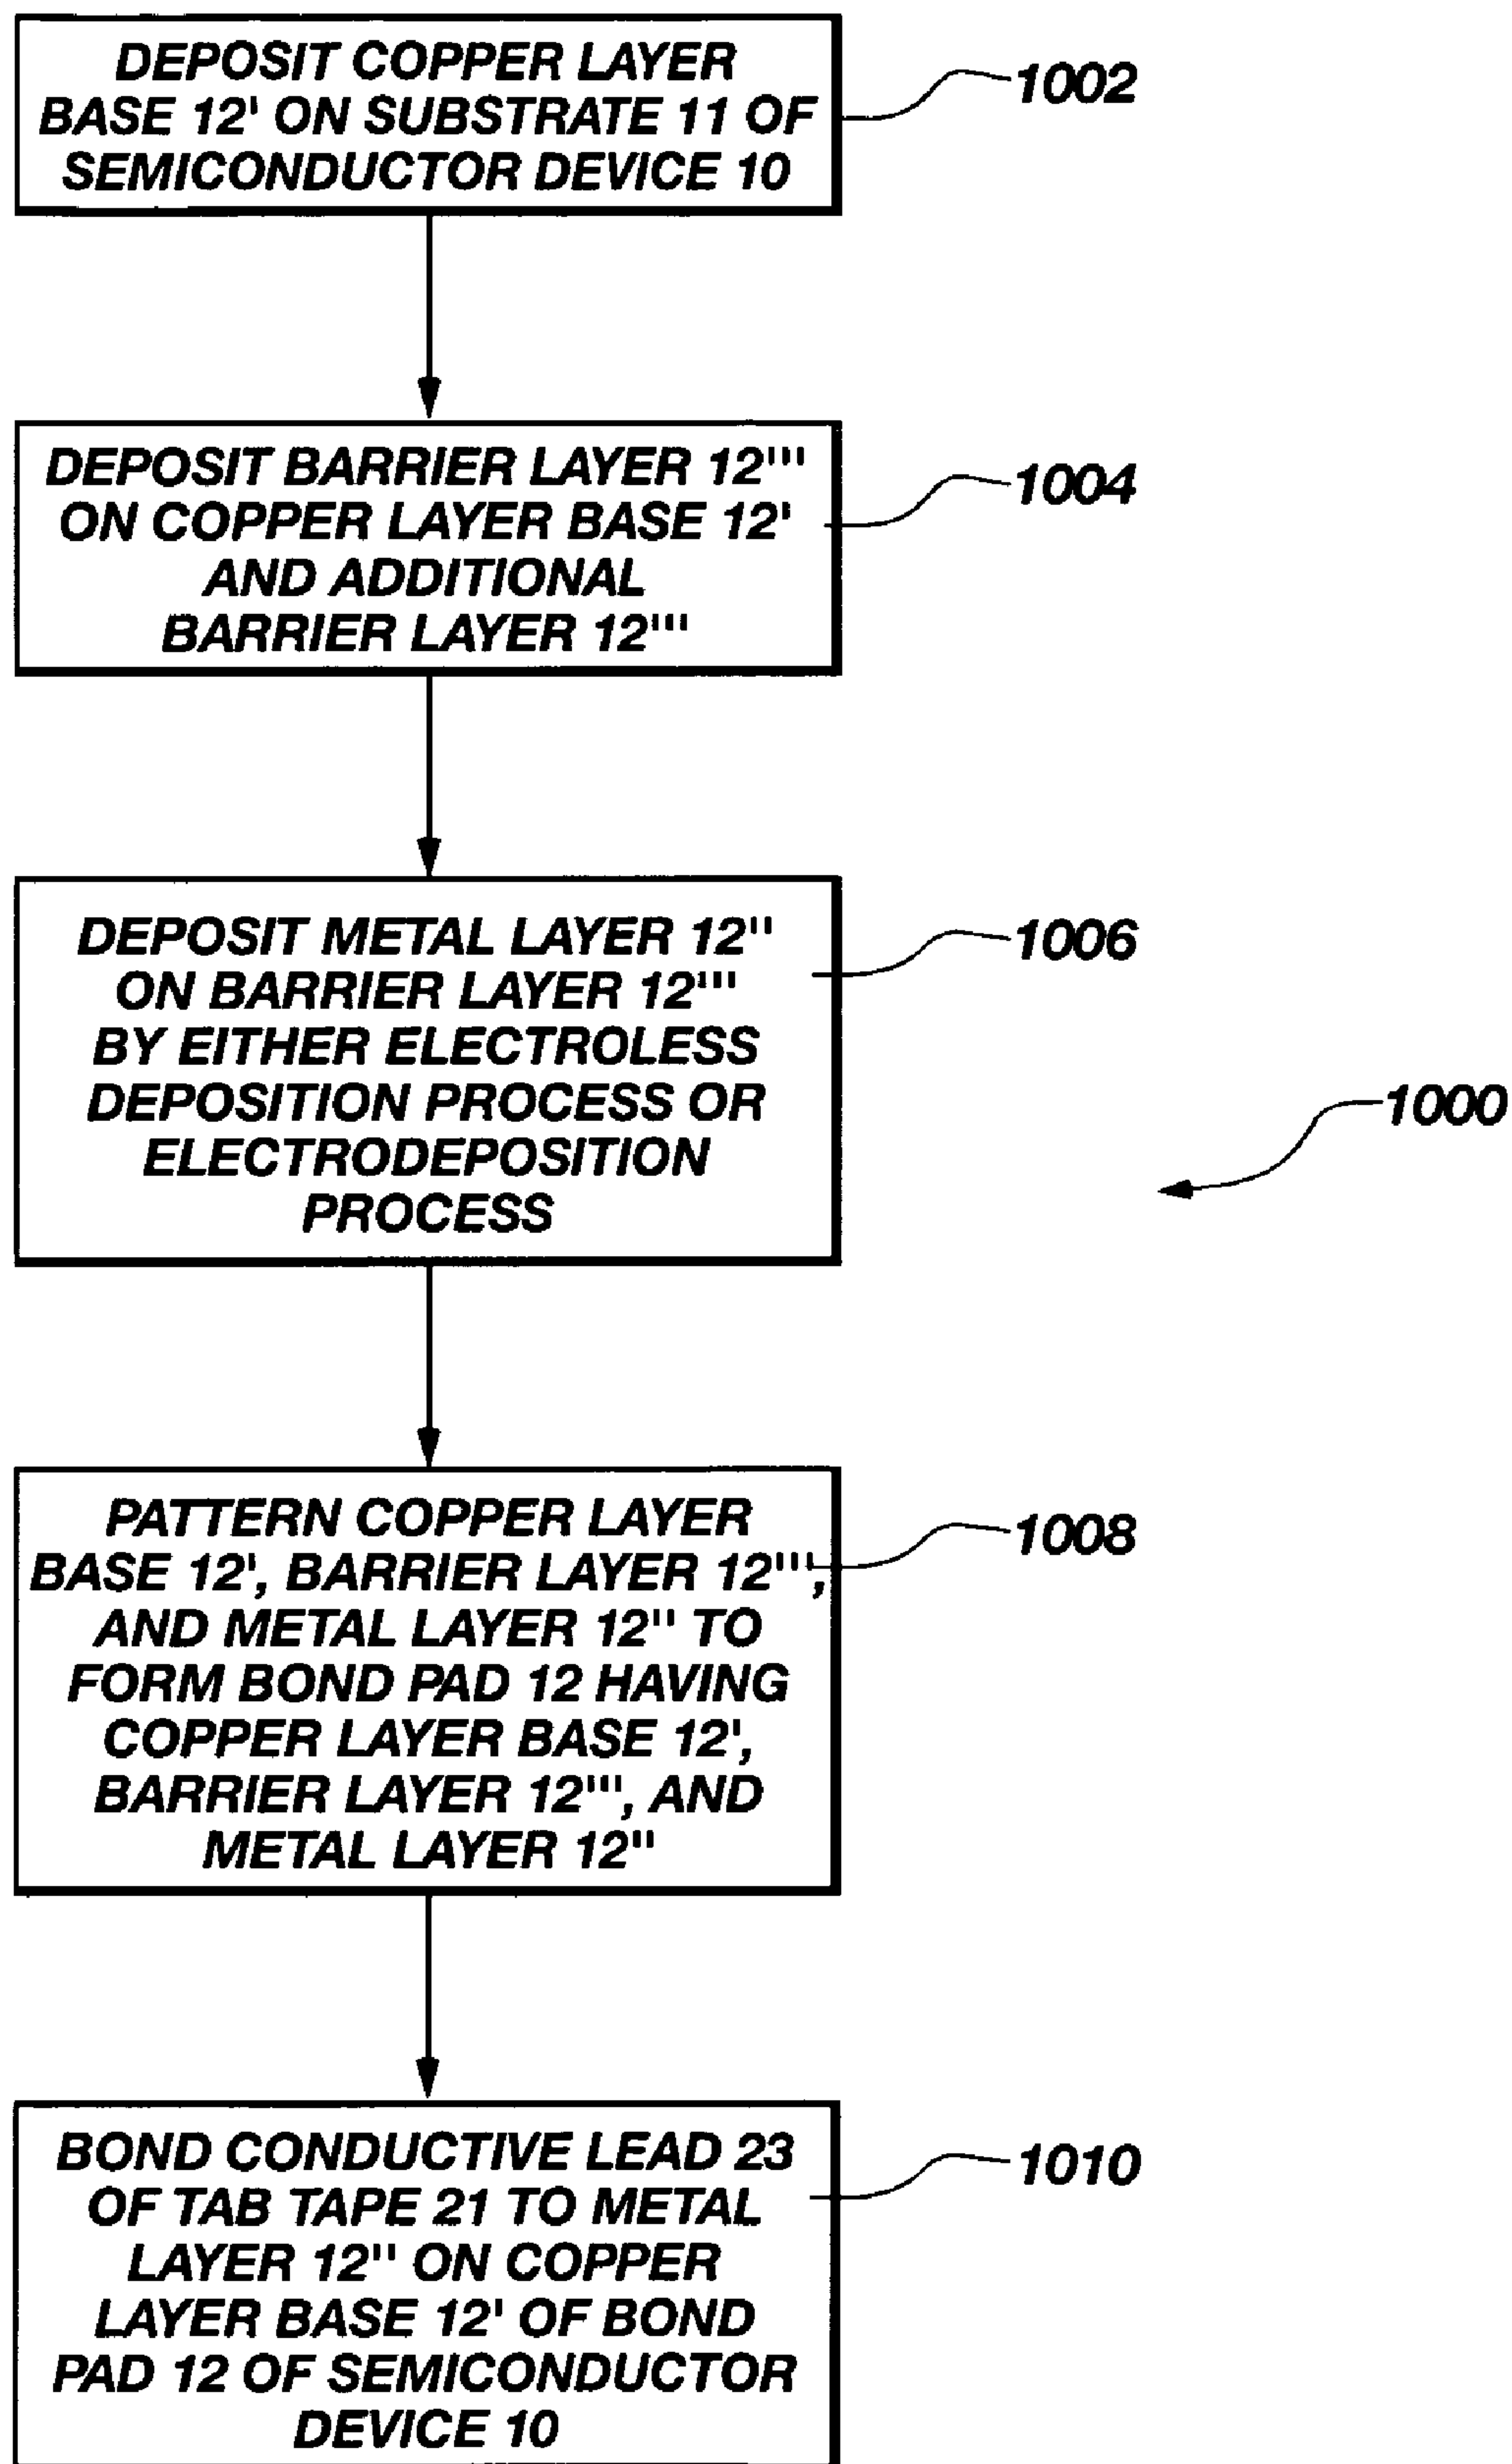 DEPOSIT COPPER LAYER
BASE 12' ON SUBSTRATE 11 OF
SEMICONDUCTOR DEVICE 10
1002
DEPOSIT BARRIER LAYER 12'''
ON COPPER LAYER BASE 12'
AND ADDITIONAL
BARRIER LAYER 12'''
1004
DEPOSIT METAL LAYER 12''
ON BARRIER LAYER 12'''
BY EITHER ELECTROLESS
DEPOSITION PROCESS OR
ELECTRODEPOSITION
PROCESS
1006
1000
PATTERN COPPER LAYER
BASE 12', BARRIER LAYER 12''',
AND METAL LAYER 12'' TO
FORM BOND PAD 12 HAVING
COPPER LAYER BASE 12',
BARRIER LAYER 12''', AND
METAL LAYER 12''
1008
BOND CONDUCTIVE LEAD 23
OF TAB TAPE 21 TO METAL
LAYER 12'' ON COPPER
LAYER BASE 12' OF BOND
PAD 12 OF SEMICONDUCTOR
DEVICE 10
1010